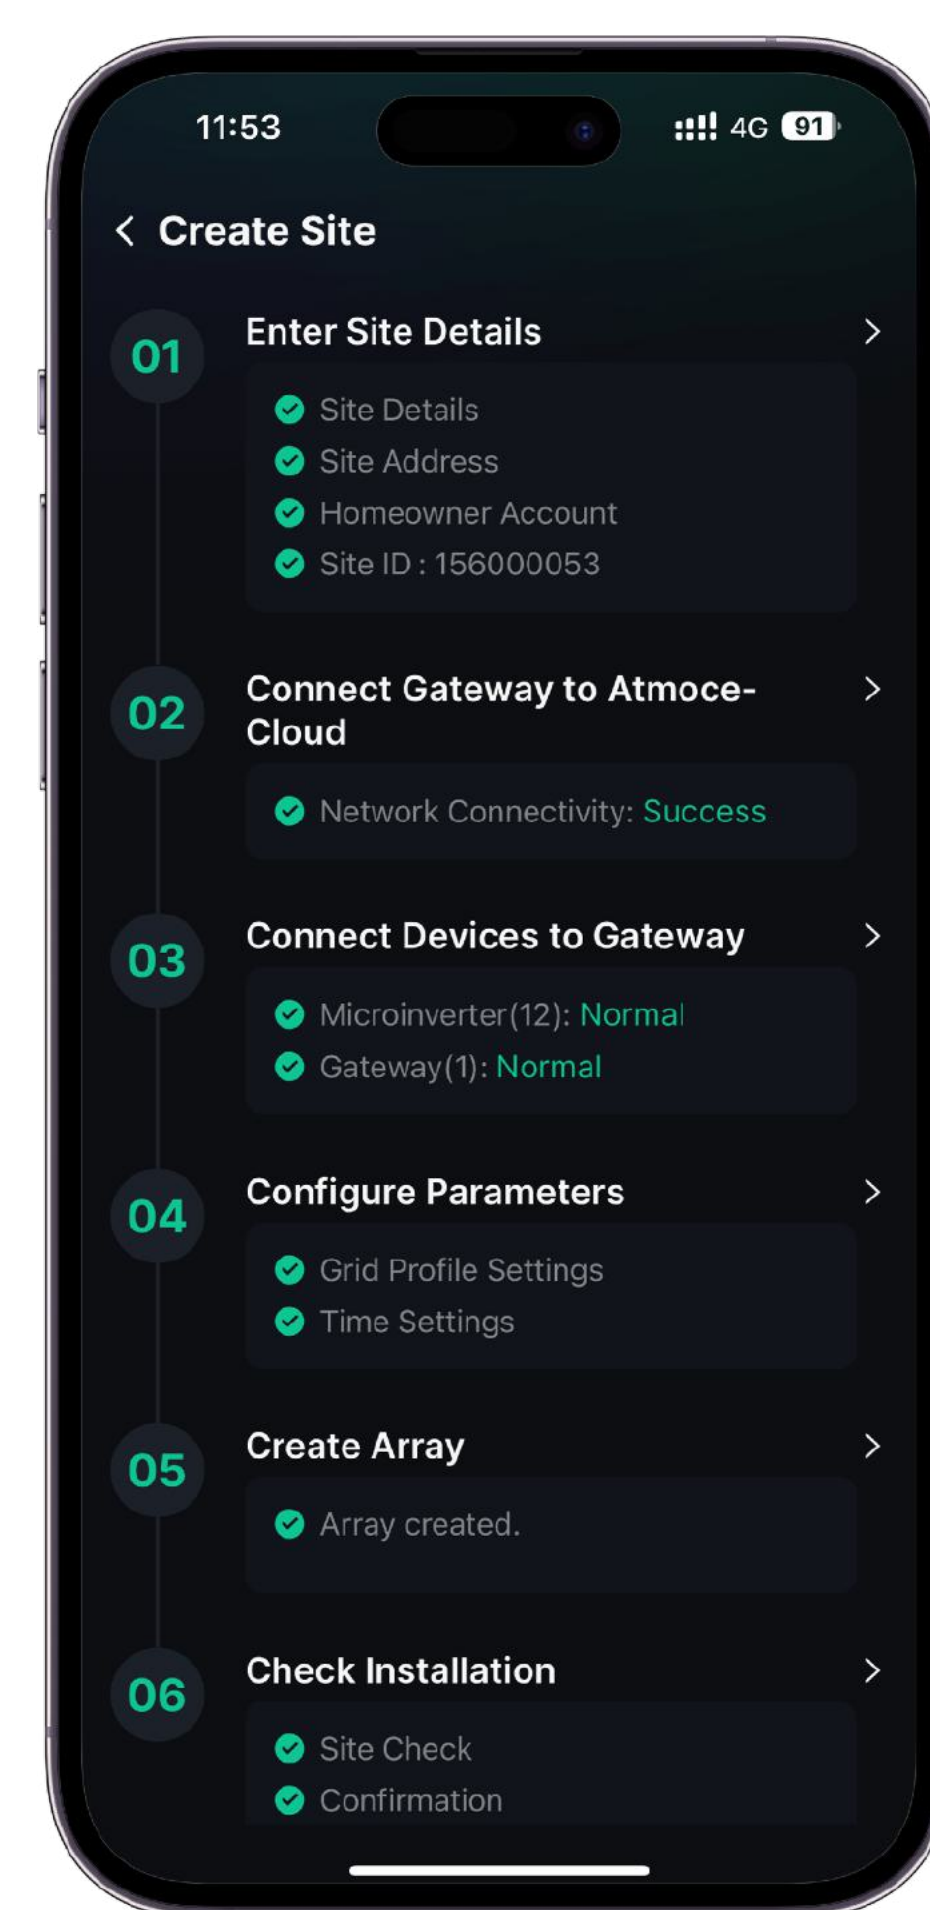 11:53
4G 91
Create Site
01
Enter Site Details
Site Details
Site Address
Homeowner Account
Site ID : 156000053
02
Connect Gateway to Atmoce-
Cloud
Network Connectivity: Success
03
Connect Devices to Gateway
Microinverter(12): Normal
Gateway(1): Normal
04
Configure Parameters
Grid Profile Settings
Time Settings
05
Create Array
Array created.
06
Check Installation
Site Check
Confirmation